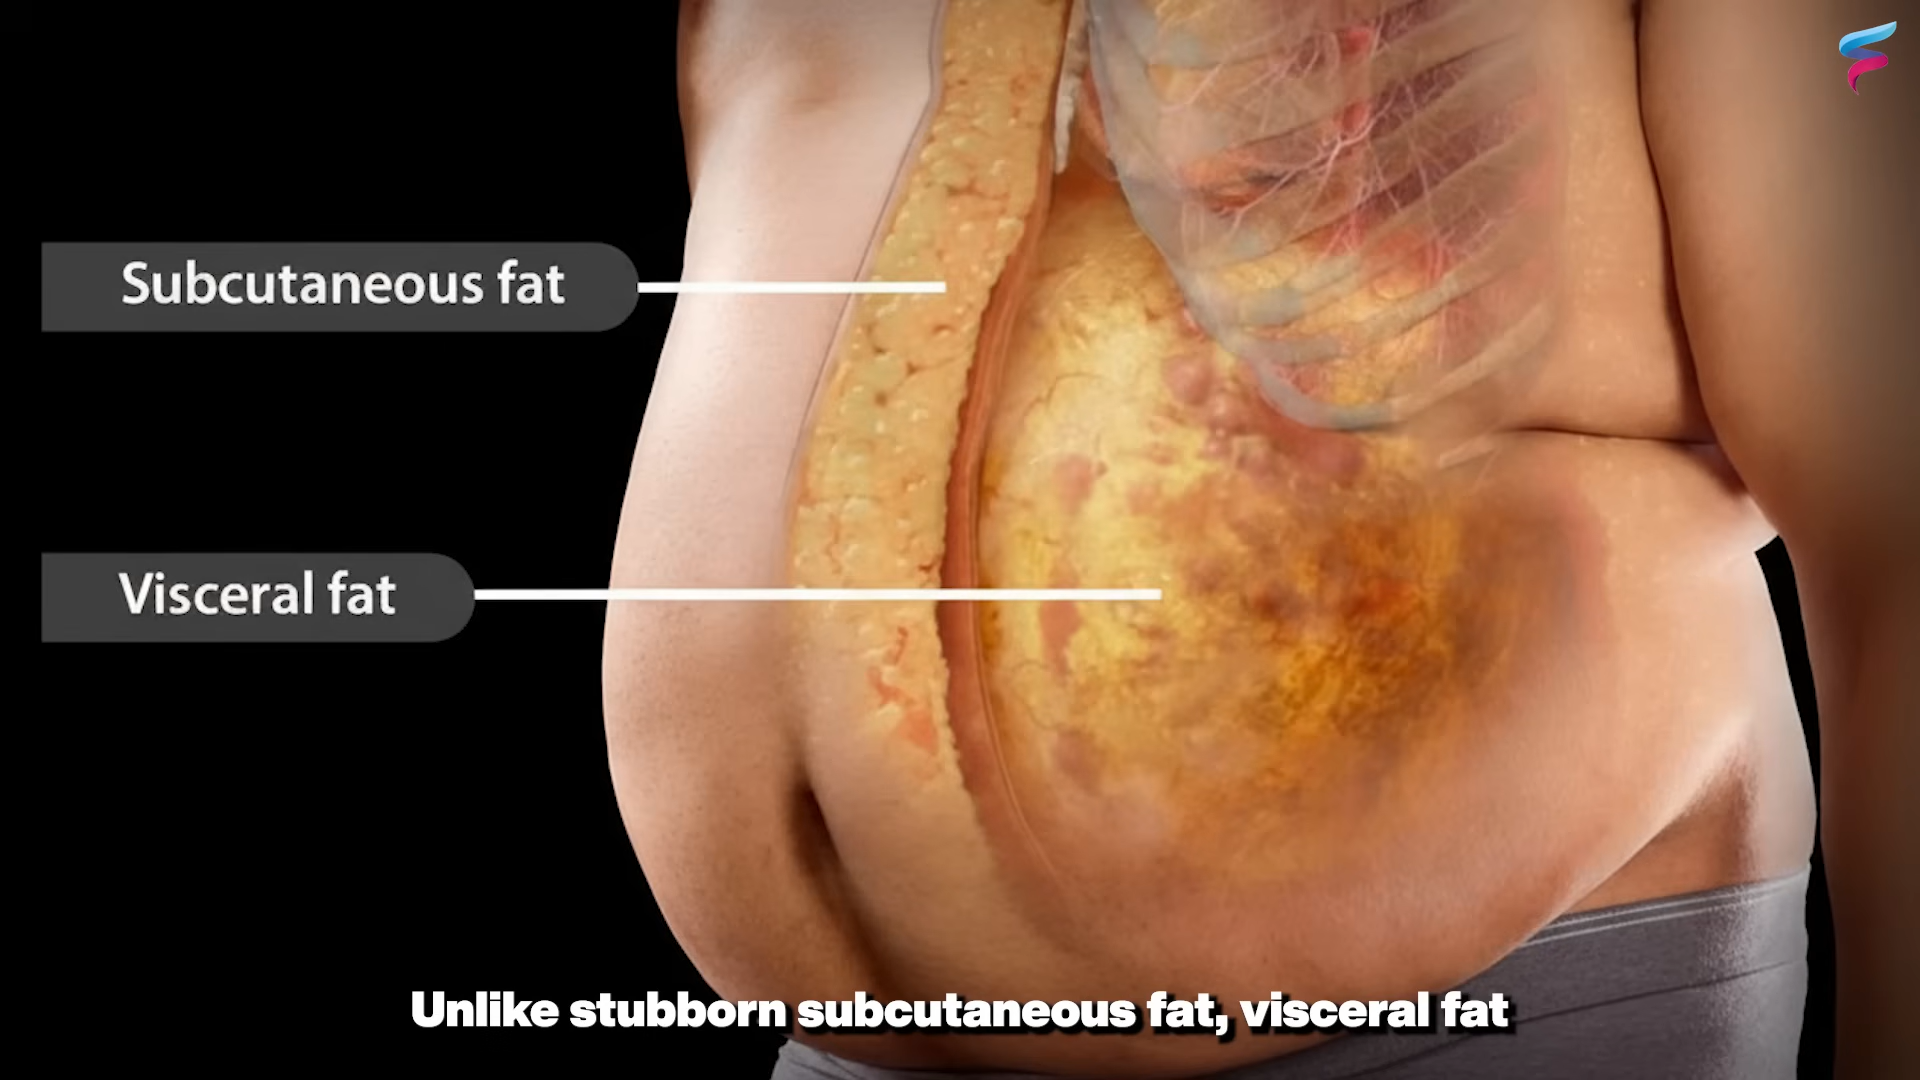 Subcutaneous fat
Visceral fat
Unlike stubborn subcutaneous fat, visceral fat